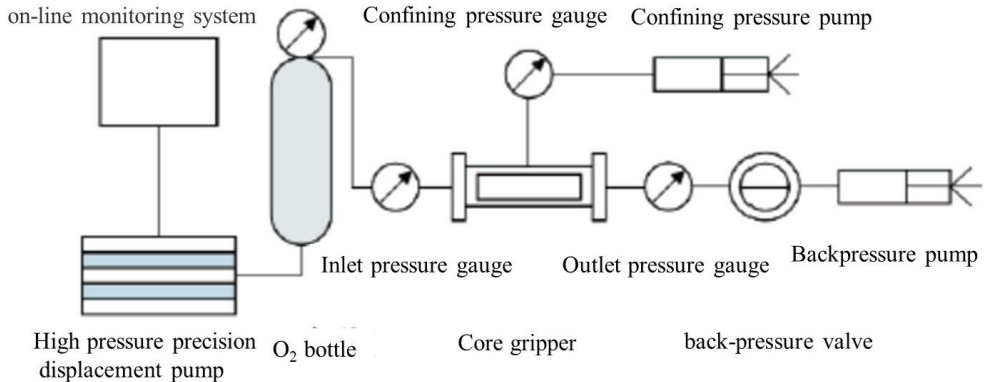 on-line monitoring system
Confining pressure gauge
Confining pressure pump
Inlet pressure gauge
Outlet pressure gauge
Backpressure pump
High pressure precision
displacement pump
O₂ bottle
Core gripper
back-pressure valve